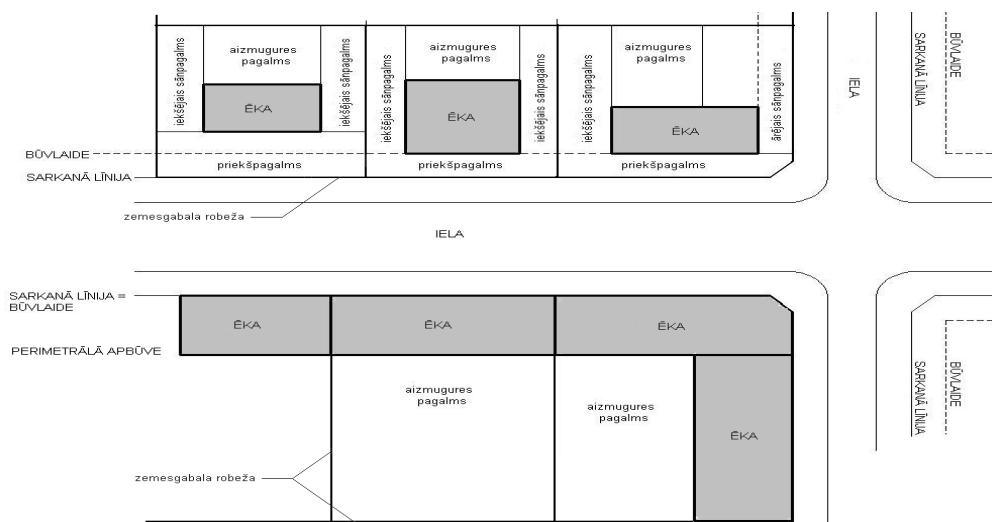 aizmugures
pagalms
aizmugures
pagalms
aizmugures
pagalms
iekšējais sānpagalms
iekšējais sānpagalms
iekšējais sānpagalms
iekšējais sānpagalms
iekšējais sānpagalms
ārējais sānpagalms
ĒKA
ĒKA
ĒKA
BŪVLAIDE
priekšpagalms
priekšpagalms
priekšpagalms
SARKANĀ LĪNIJA
zemesgabala robeža
IELA
IELA
SARKANĀ LĪNIJA
BŪVLAIDE
SARKANĀ LĪNIJA =
BŪVLAIDE
ĒKA
ĒKA
ĒKA
PERIMETRĀLĀ APBŪVE
aizmugures
pagalms
aizmugures
pagalms
ĒKA
zemesgabala robeža
SARKANĀ LĪNIJA
BŪVLAIDE